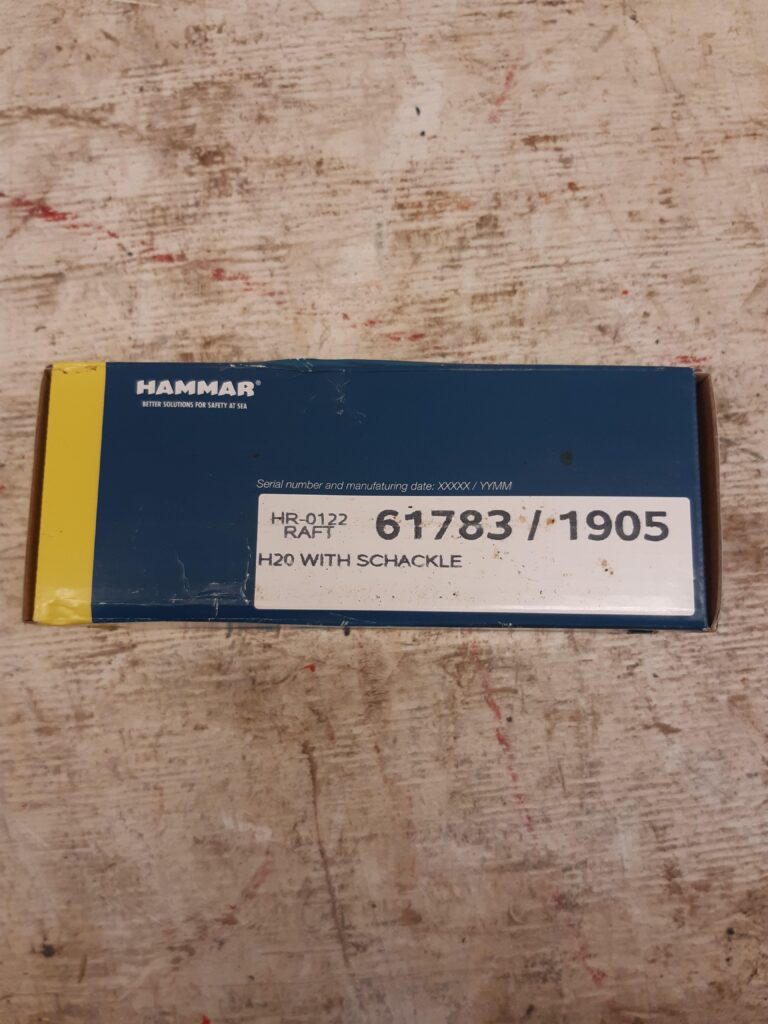 HAMMAR®
BETTER SOLUTIONS FOR SAFETY AT SEA
Serial number and manufaturing date: XXXXX / YYMM
HR-0122 61783 / 1905
RAFT
H20 WITH SCHACKLE